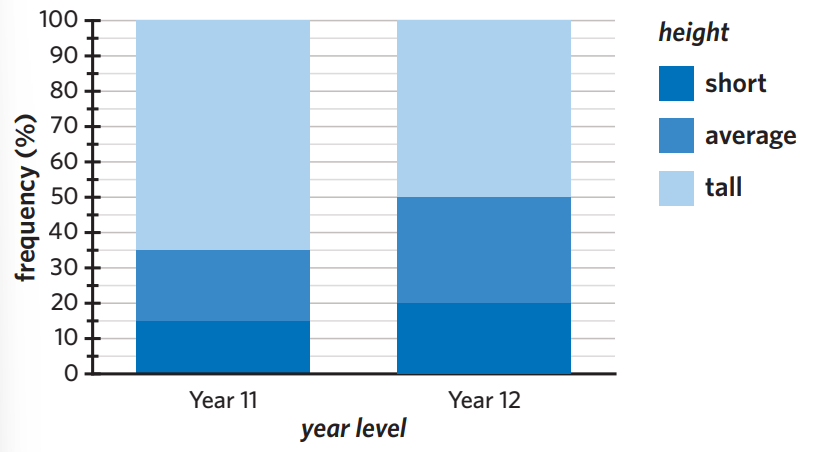 100
90
80
70
60
50
40
30
20
10
0
frequency (%)
Year 11
Year 12
year level
height
short
average
tall